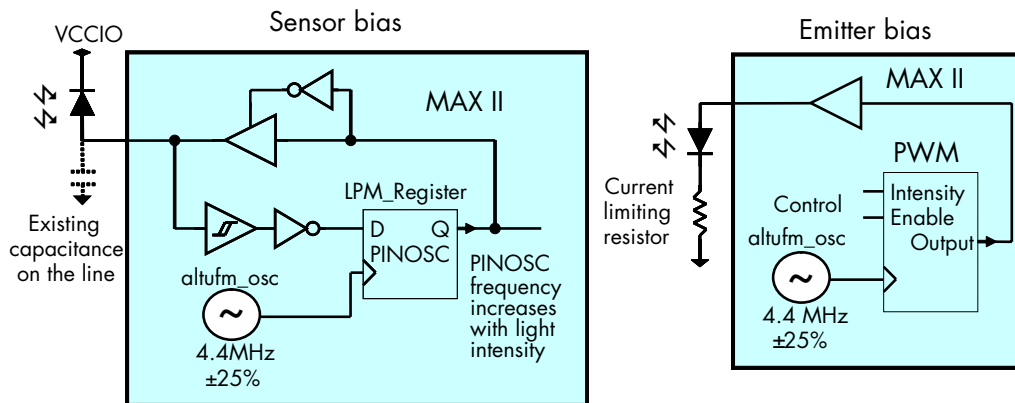 Sensor bias
VCCIO
MAX II
LPM_Register
D Q
PINOSC
Existing
capacitance
on the line
altufm_osc
~
4.4MHz
±25%
PINOSC
frequency
increases
with light
intensity
Emitter bias
MAX II
PWM
Current
limiting
resistor
Control
Intensity
Enable
Output
altufm_osc
~
4.4 MHz
±25%